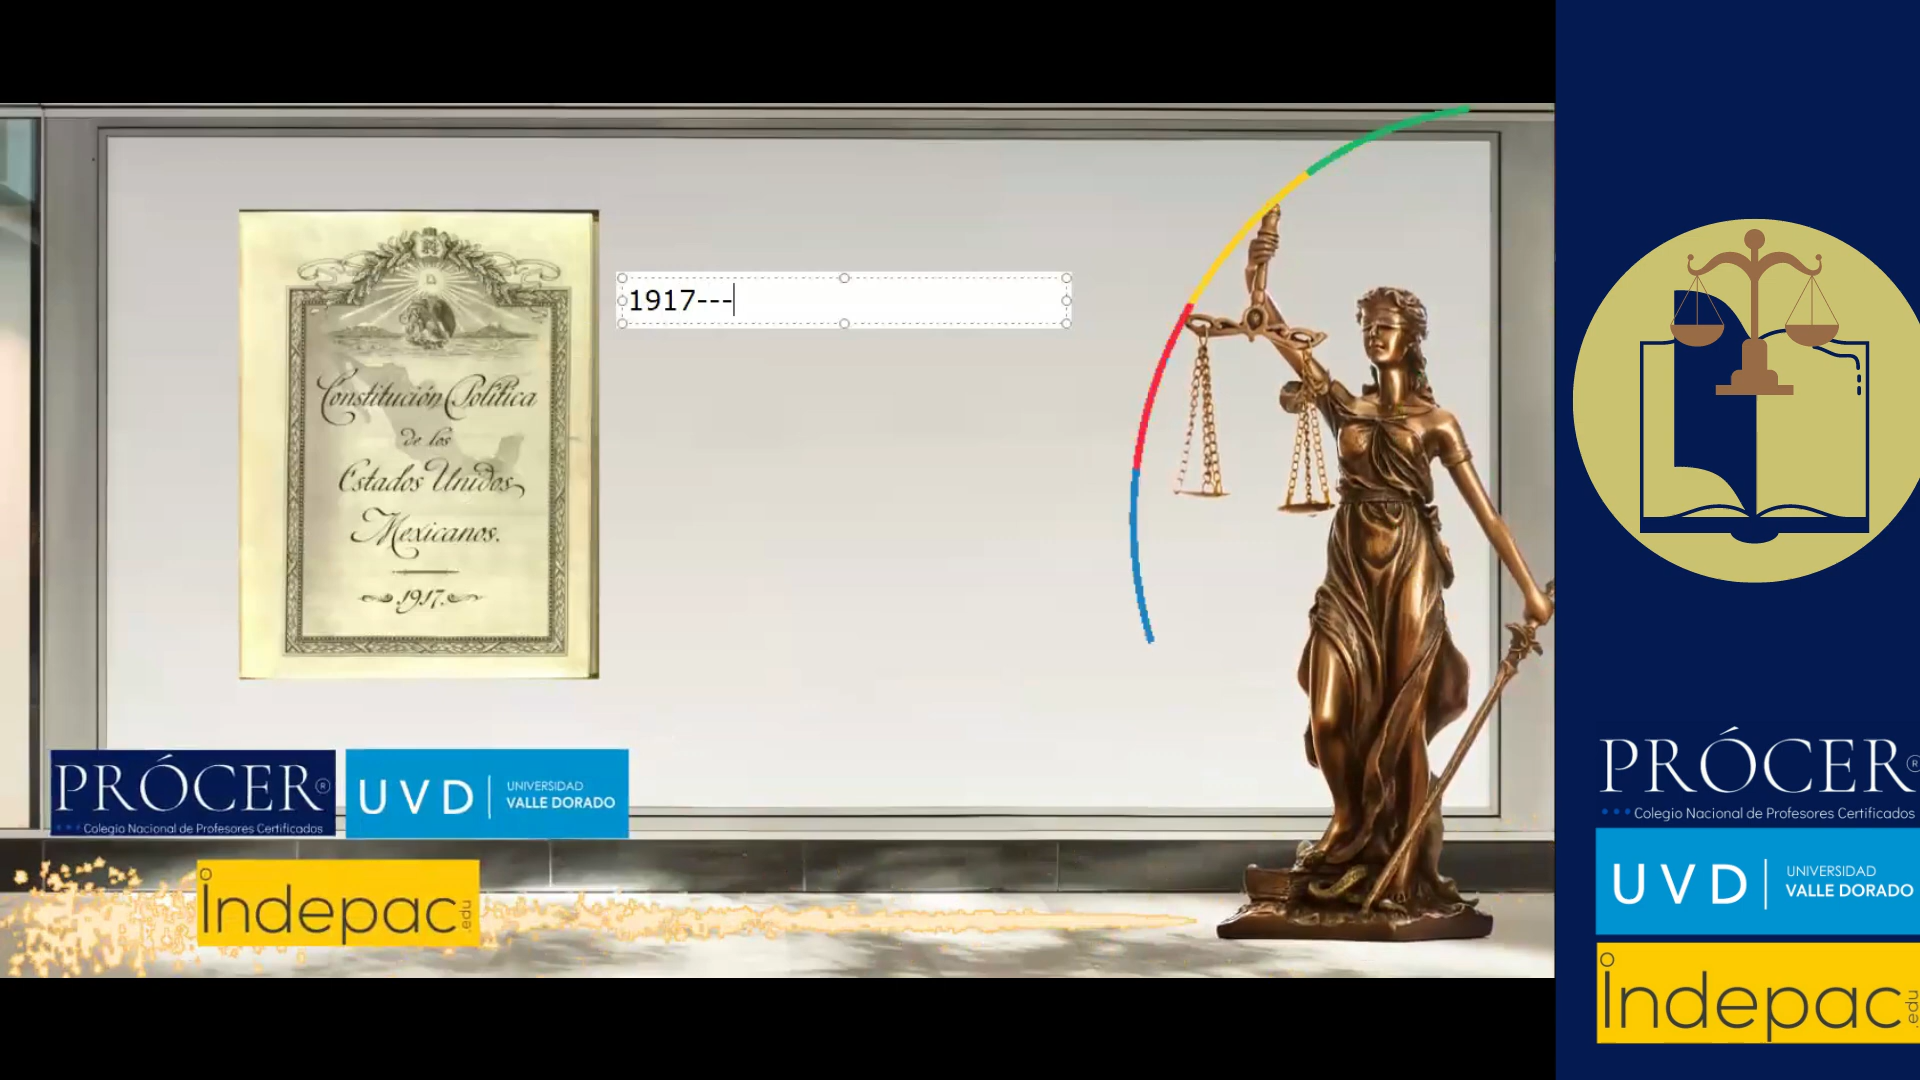 Constitución Política
de los
Estados Unidos
Mexicanos.
1917.
1917---
PRÓCER®
Colegio Nacional de Profesores Certificados
UVD
UNIVERSIDAD
VALLE DORADO
indepac.edu
PRÓCER®
Colegio Nacional de Profesores Certificados
UVD
UNIVERSIDAD
VALLE DORADO
indepac.edu